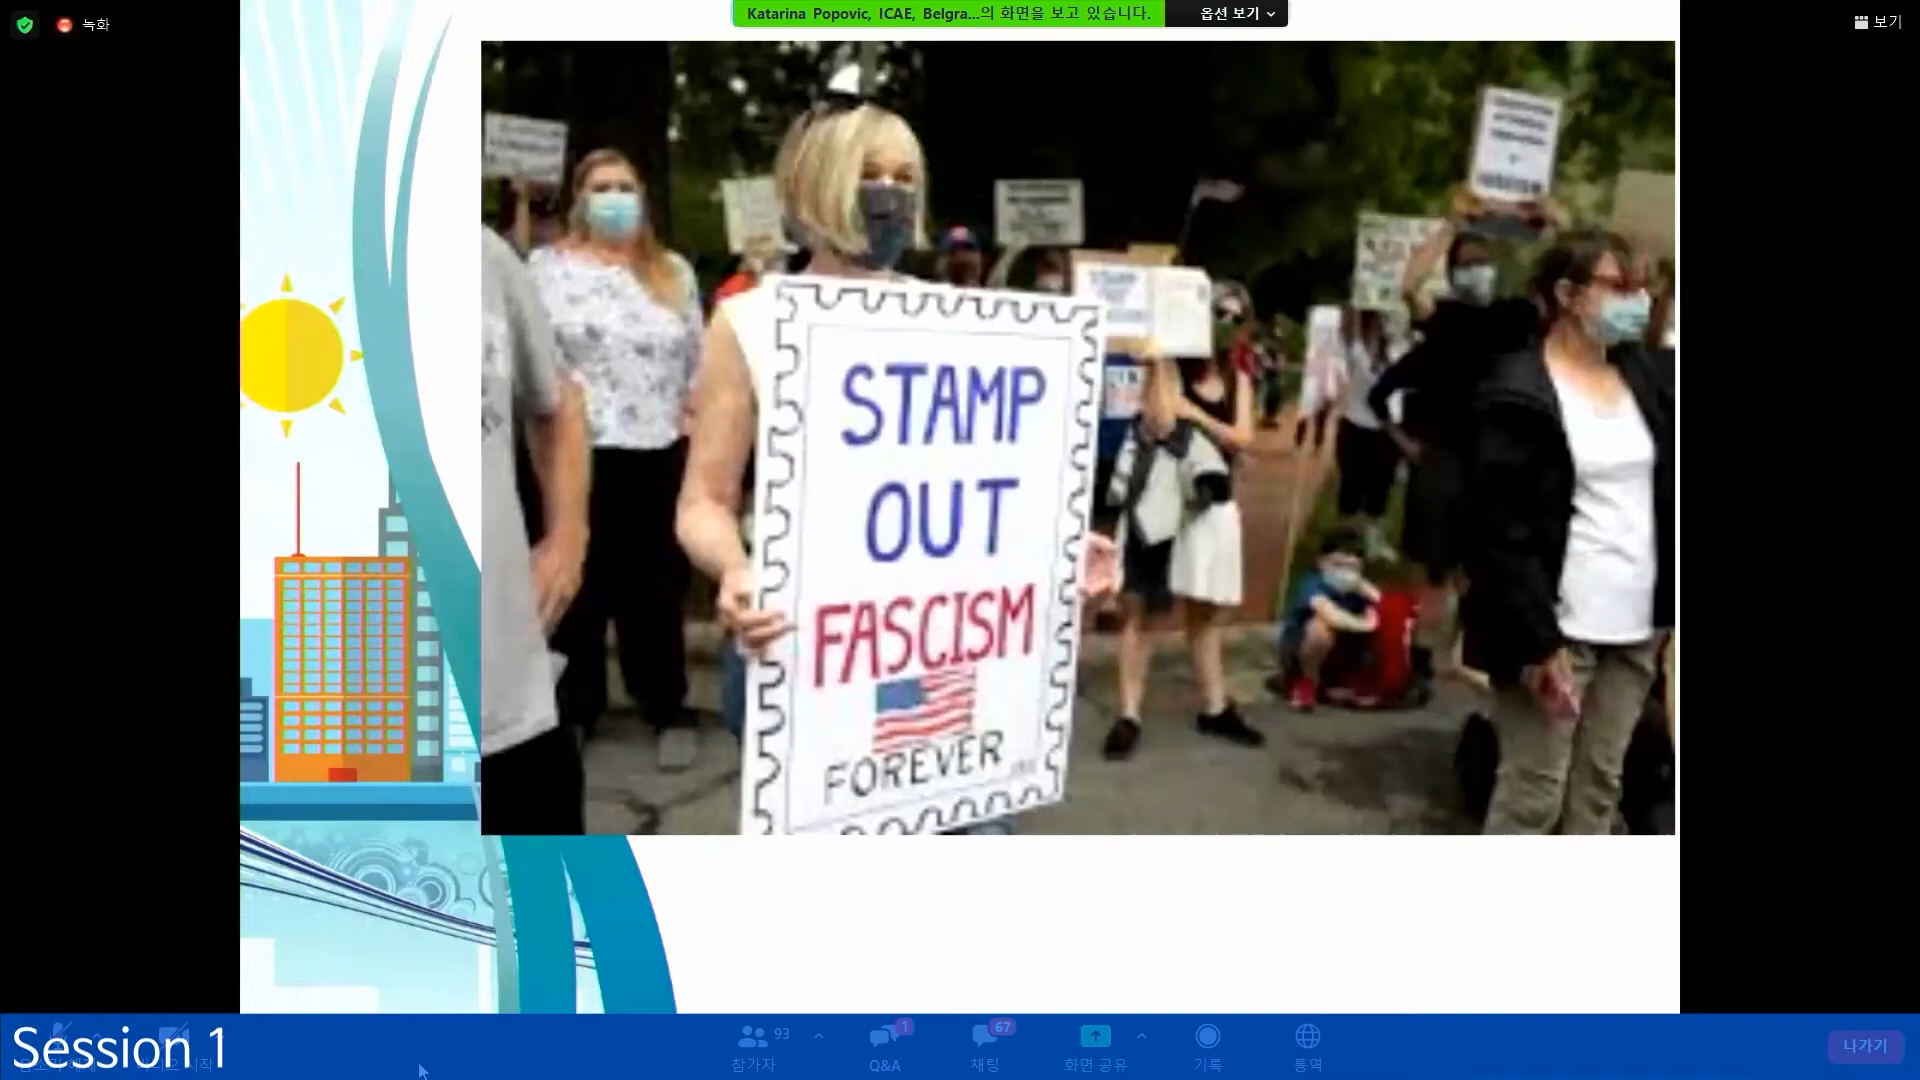 녹화
Katarina Popovic, ICAE, Belgra...의 화면을 보고 있습니다.
옵션 보기
보기
STAMP
OUT
FASCISM
FOREVER
Session 1
참가자
93
Q&A
1
채팅
67
화면 공유
기록
통역
나가기